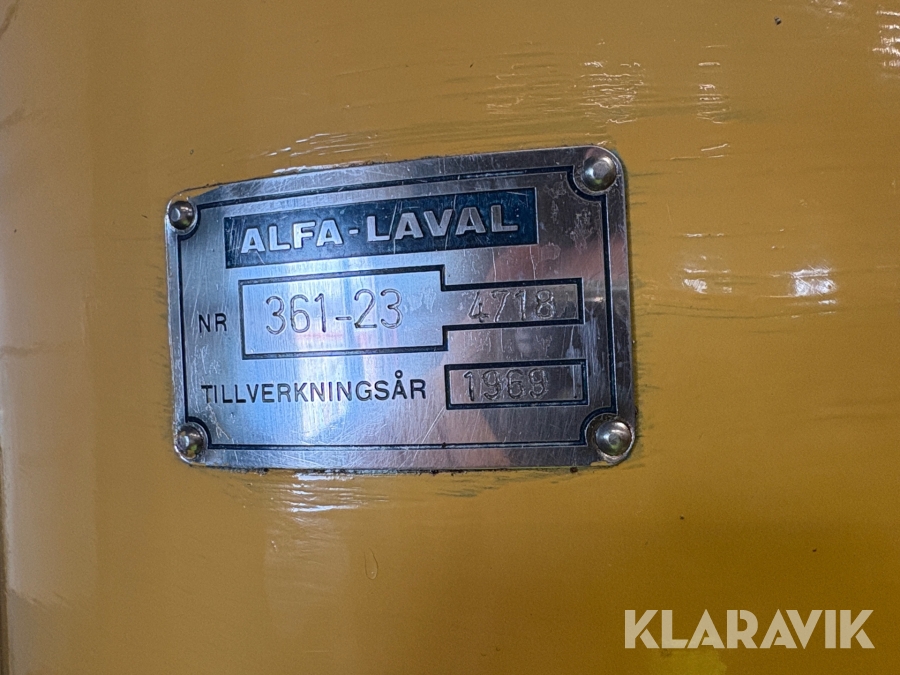 ALFA-LAVAL
NR 361-23 4718
TILLVERKNINGSÅR 1969
KLARAVIK